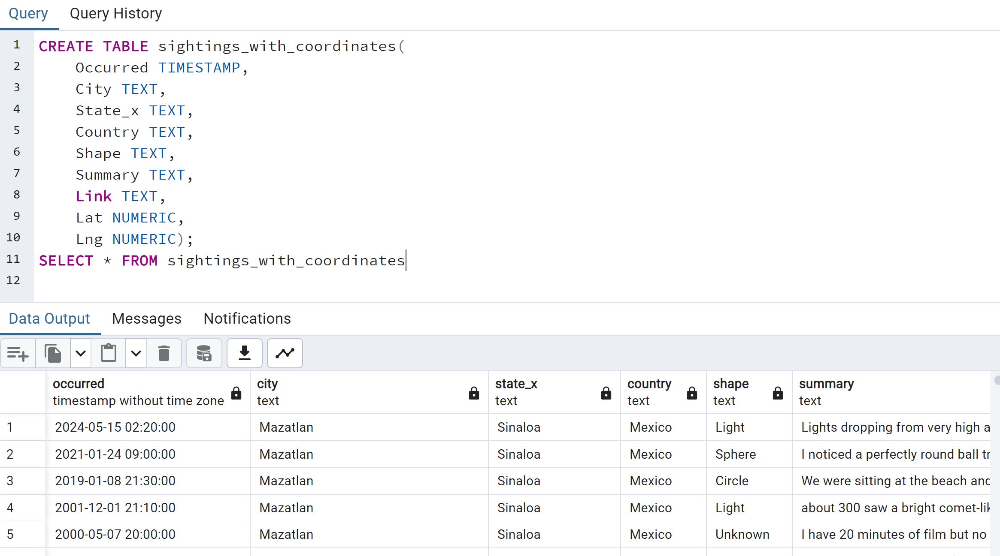 Query Query History
1 CREATE TABLE sightings_with_coordinates(
2 Occurred TIMESTAMP,
3 City TEXT,
4 State_x TEXT,
5 Country TEXT,
6 Shape TEXT,
7 Summary TEXT,
8 Link TEXT,
9 Lat NUMERIC,
10 Lng NUMERIC);
11 SELECT * FROM sightings_with_coordinates
12
Data Output Messages Notifications
occurred city state_x country shape summary
timestamp without time zone text text text text text
1 2024-05-15 02:20:00 Mazatlan Sinaloa Mexico Light Lights dropping from very high a
2 2021-01-24 09:00:00 Mazatlan Sinaloa Mexico Sphere I noticed a perfectly round ball tr
3 2019-01-08 21:30:00 Mazatlan Sinaloa Mexico Circle We were sitting at the beach and
4 2001-12-01 21:10:00 Mazatlan Sinaloa Mexico Light about 300 saw a bright comet-lik
5 2000-05-07 20:00:00 Mazatlan Sinaloa Mexico Unknown I have 20 minutes of film but no